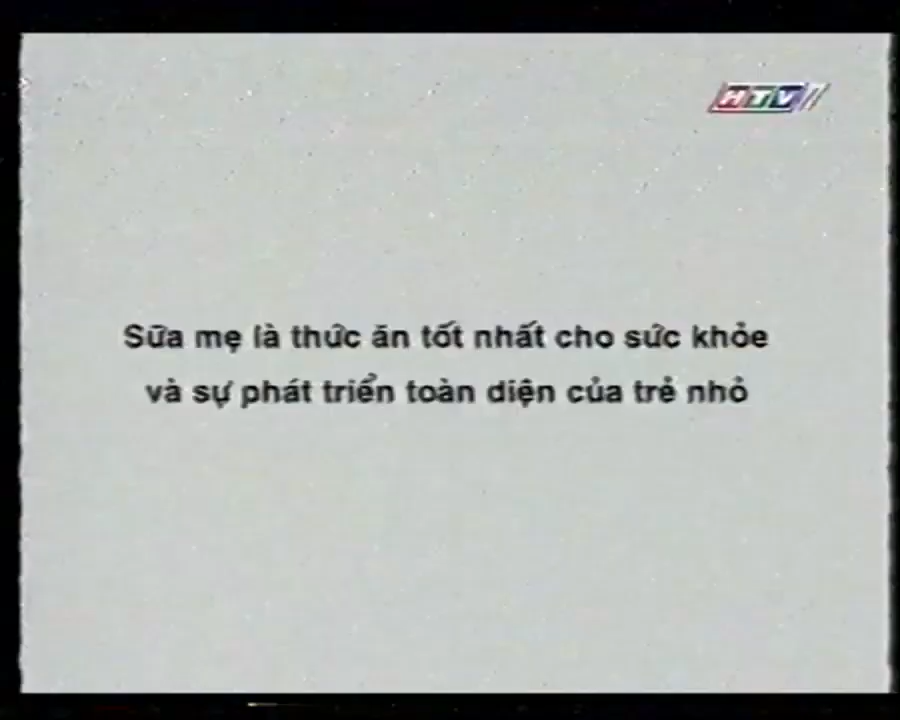 HTV
Sữa mẹ là thức ăn tốt nhất cho sức khỏe
và sự phát triển toàn diện của trẻ nhỏ